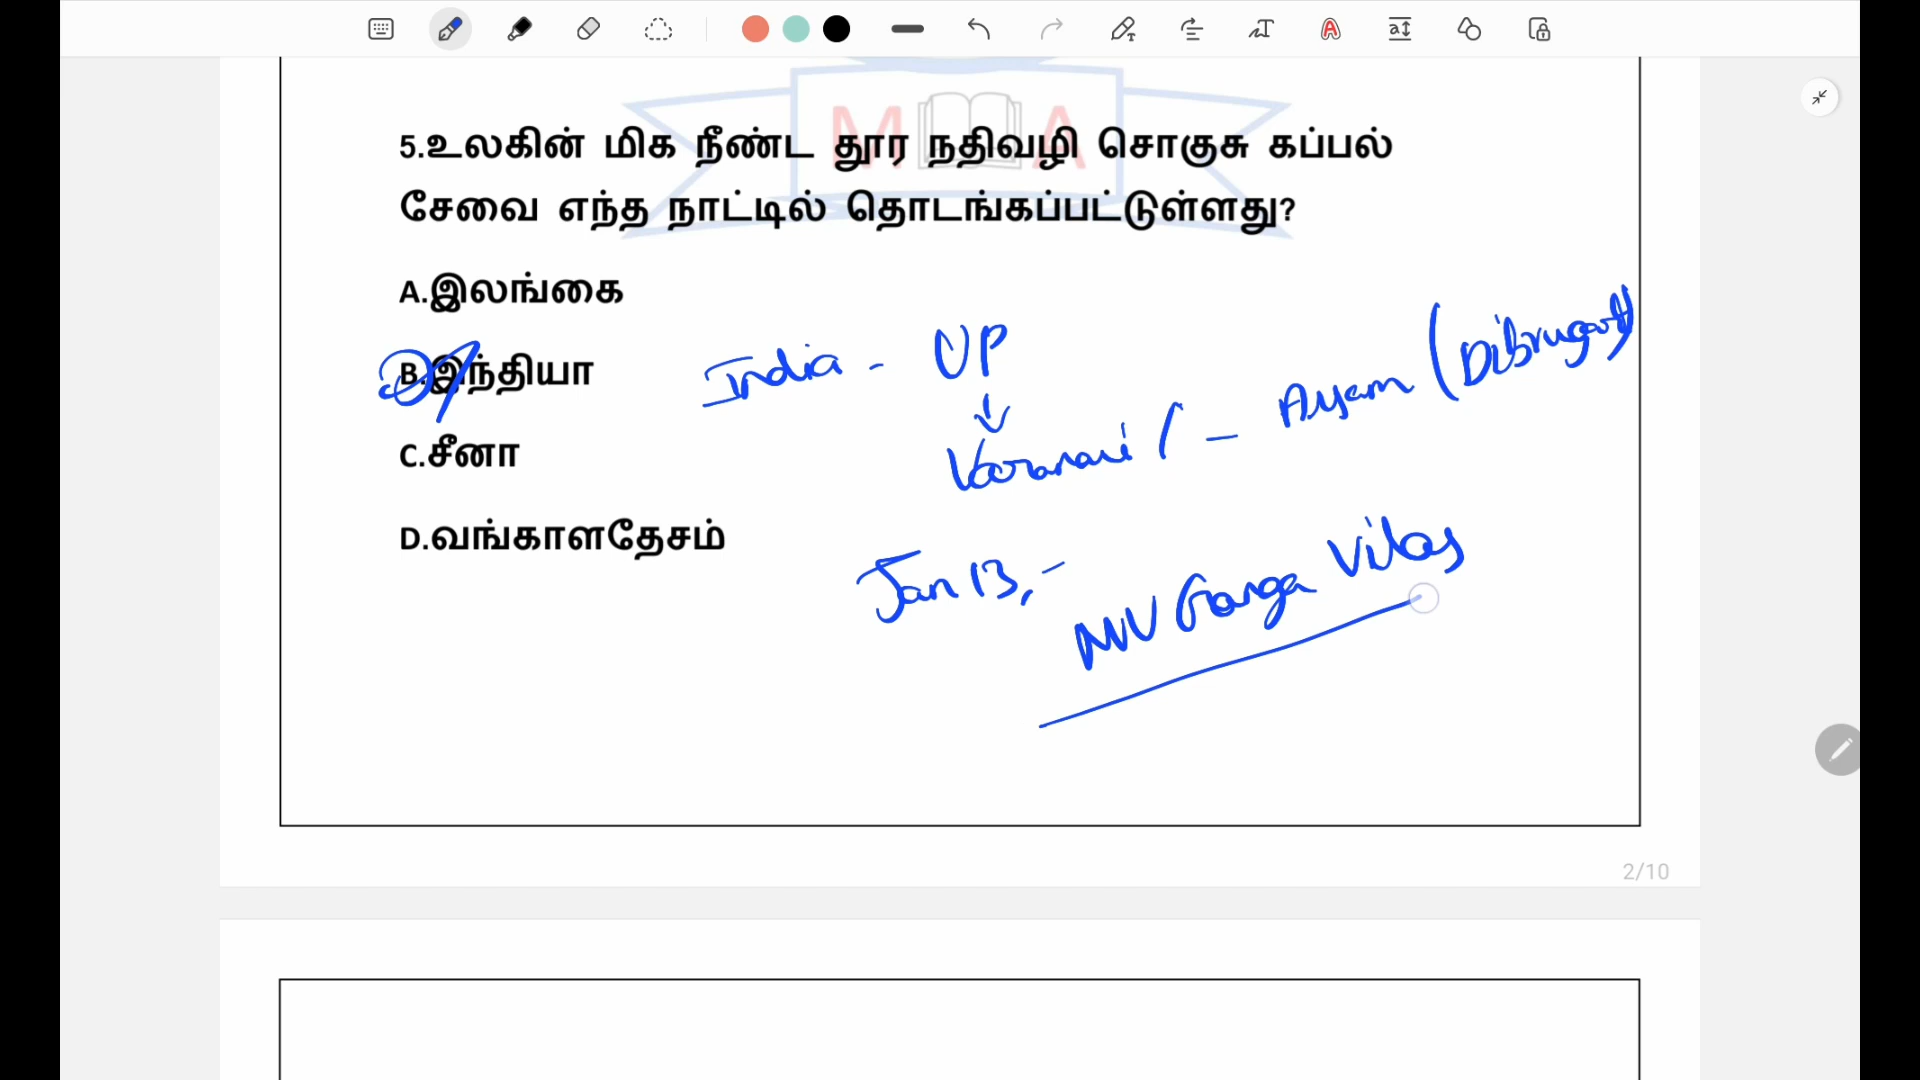 5.உலகின் மிக நீண்ட தூர நதிவழி சொகுசு கப்பல்
சேவை எந்த நாட்டில் தொடங்கப்பட்டுள்ளது?
A.இலங்கை
B.இந்தியா
C.சீனா
D.வங்காளதேசம்
India - UP
↓
( - Assam (Dibrugarh)
Jan 13, -
MV Ganga Vilas
2/10
M A